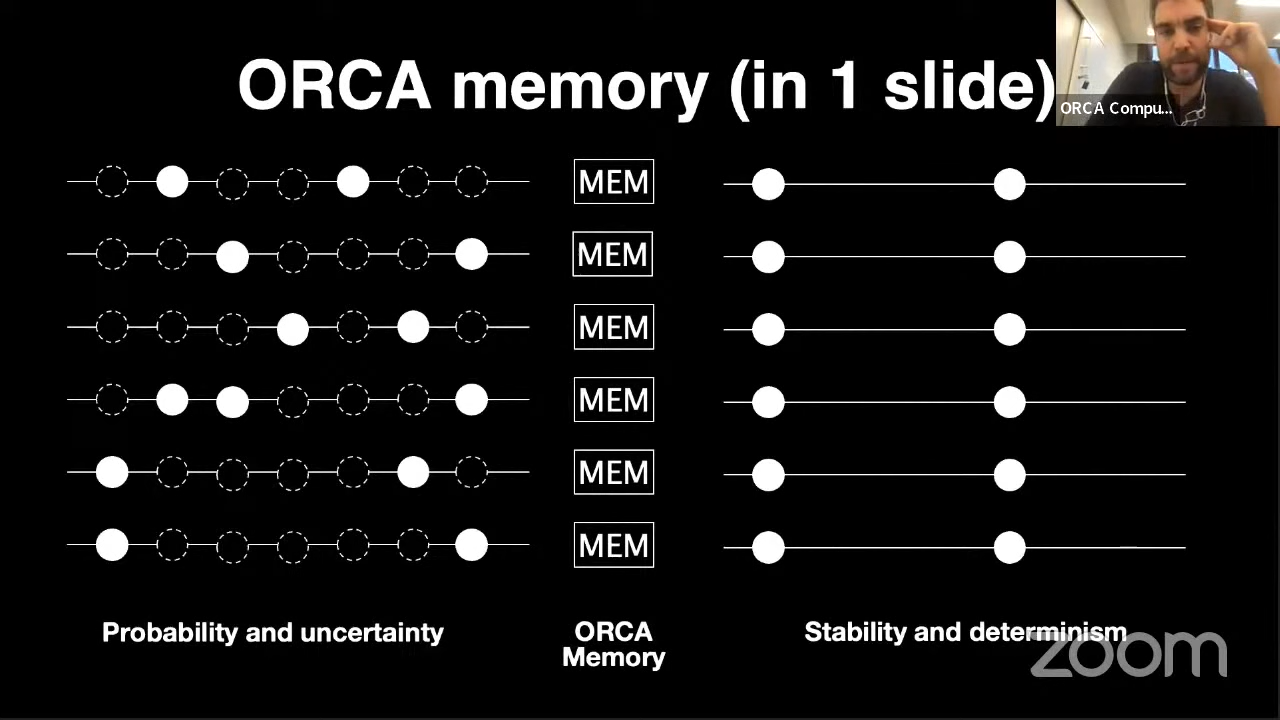 ORCA memory (in 1 slide)
ORCA Compu...
MEM
MEM
MEM
MEM
MEM
MEM
Probability and uncertainty
ORCA
Memory
Stability and determinism
zoom